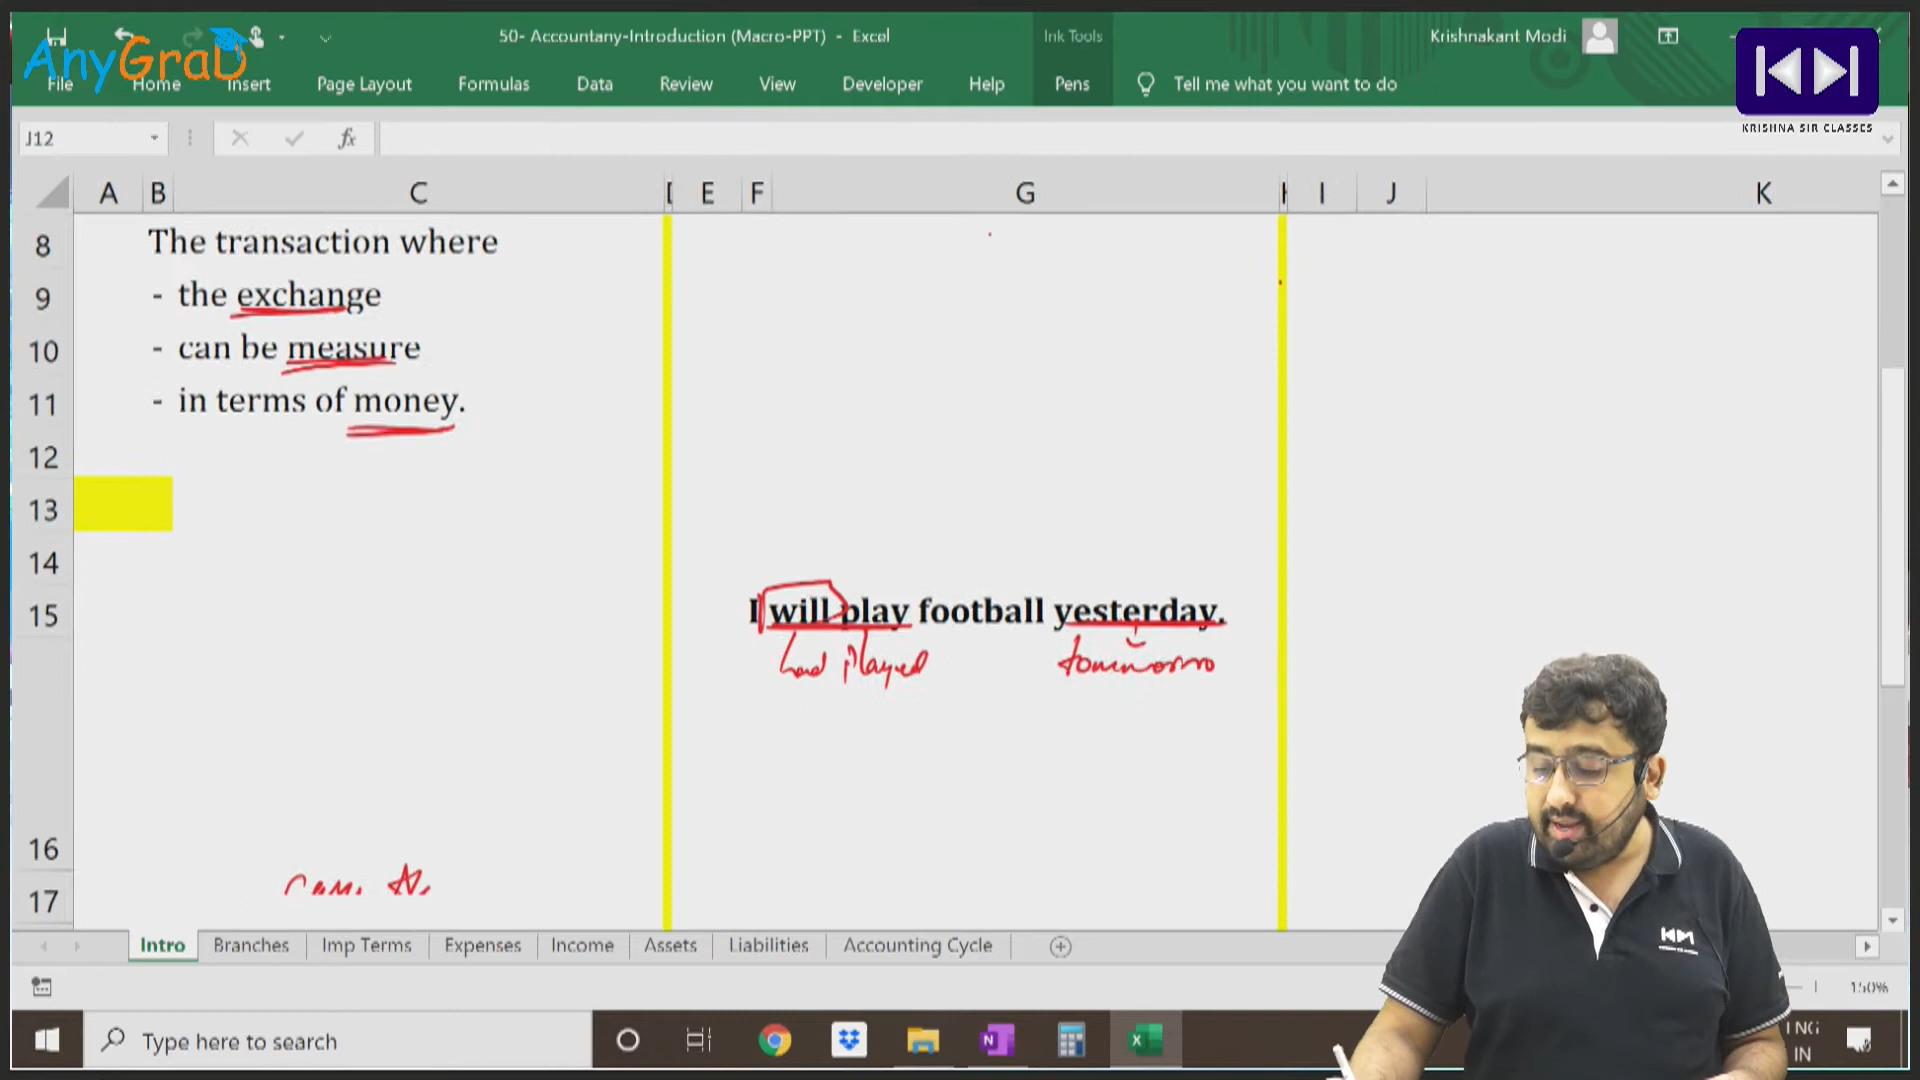 AnyGraD
50- Accountany-Introduction (Macro-PPT) - Excel
Ink Tools
Krishnakant Modi
File Home Insert Page Layout Formulas Data Review View Developer Help Pens Tell me what you want to do
KRISHNA SIR CLASSES
J12
fx
A B C E F G I J K
8 The transaction where
9 - the exchange
10 - can be measure
11 - in terms of money.
12
13
14
15 I will play football yesterday.
had played tomorro
16
17
Intro Branches Imp Terms Expenses Income Assets Liabilities Accounting Cycle
150%
Type here to search
NG
IN